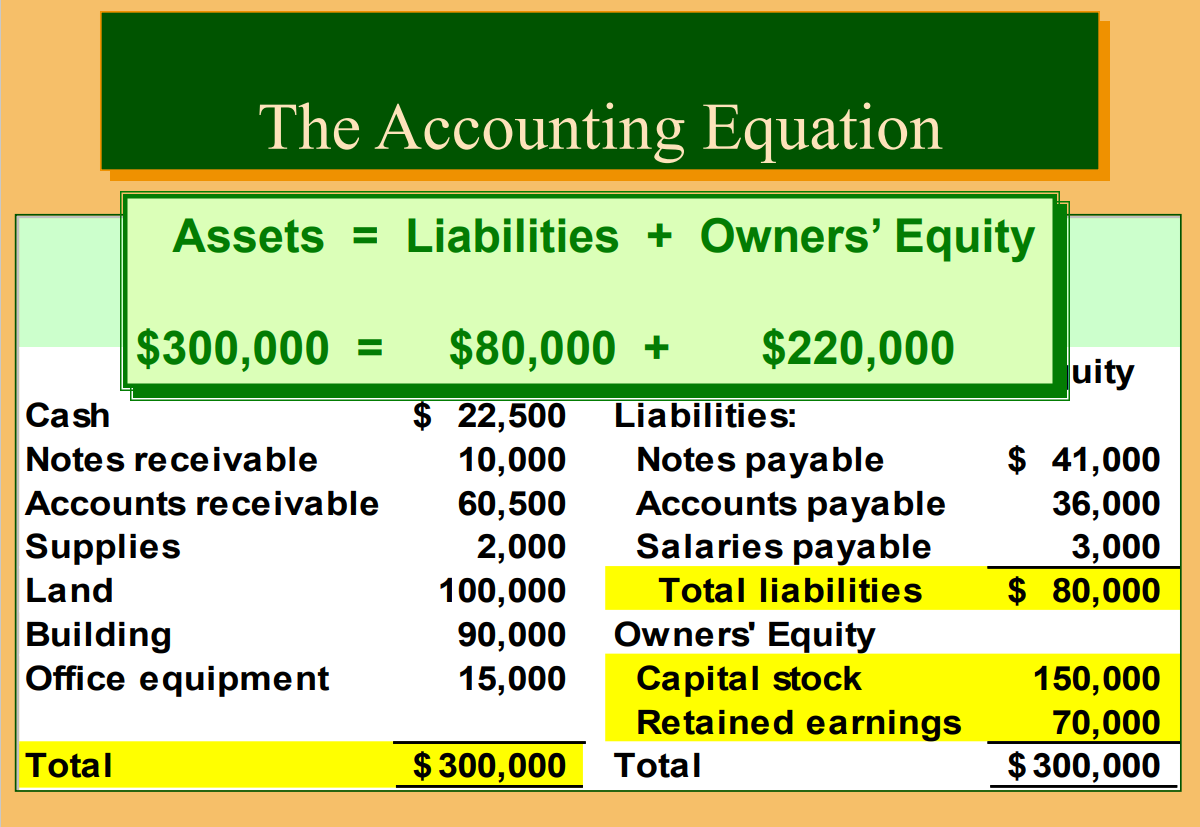 The Accounting Equation
Assets = Liabilities + Owners’ Equity
$300,000 = $80,000 + $220,000
uity
Cash $ 22,500 Liabilities:
Notes receivable 10,000 Notes payable $ 41,000
Accounts receivable 60,500 Accounts payable 36,000
Supplies 2,000 Salaries payable 3,000
Land 100,000 Total liabilities $ 80,000
Building 90,000 Owners' Equity
Office equipment 15,000 Capital stock 150,000
Retained earnings 70,000
Total $300,000 Total $300,000